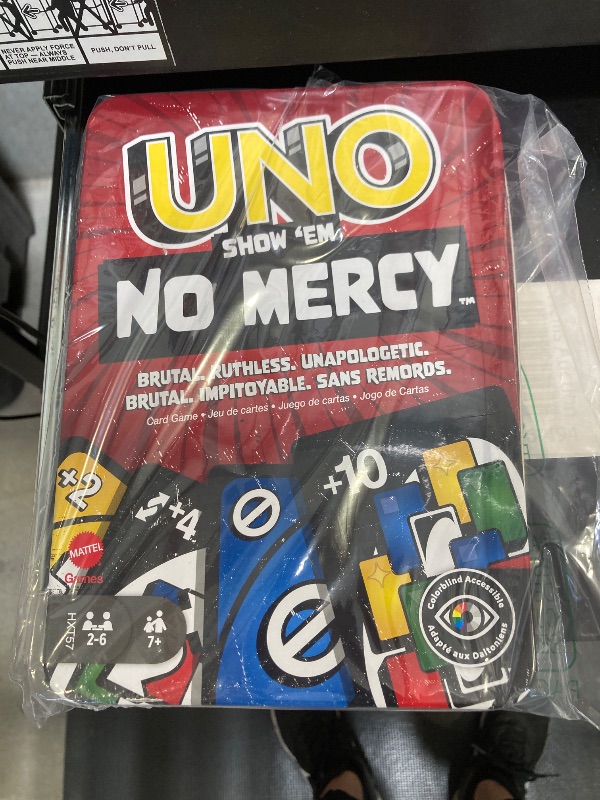 NEVER APPLY FORCE
AT TOP — ALWAYS
PUSH NEAR MIDDLE
PUSH, DON'T PULL
UNO
SHOW 'EM
NO MERCY™
BRUTAL. RUTHLESS. UNAPOLOGETIC.
BRUTAL. IMPITOYABLE. SANS REMORDS.
Card Game • Jeu de cartes • Juego de cartas • Jogo de Cartas
+2
+4
+10
MATTEL
Games
HXT67
2-6
7+
Colorblind Accessible
Adapté aux Daltoniens